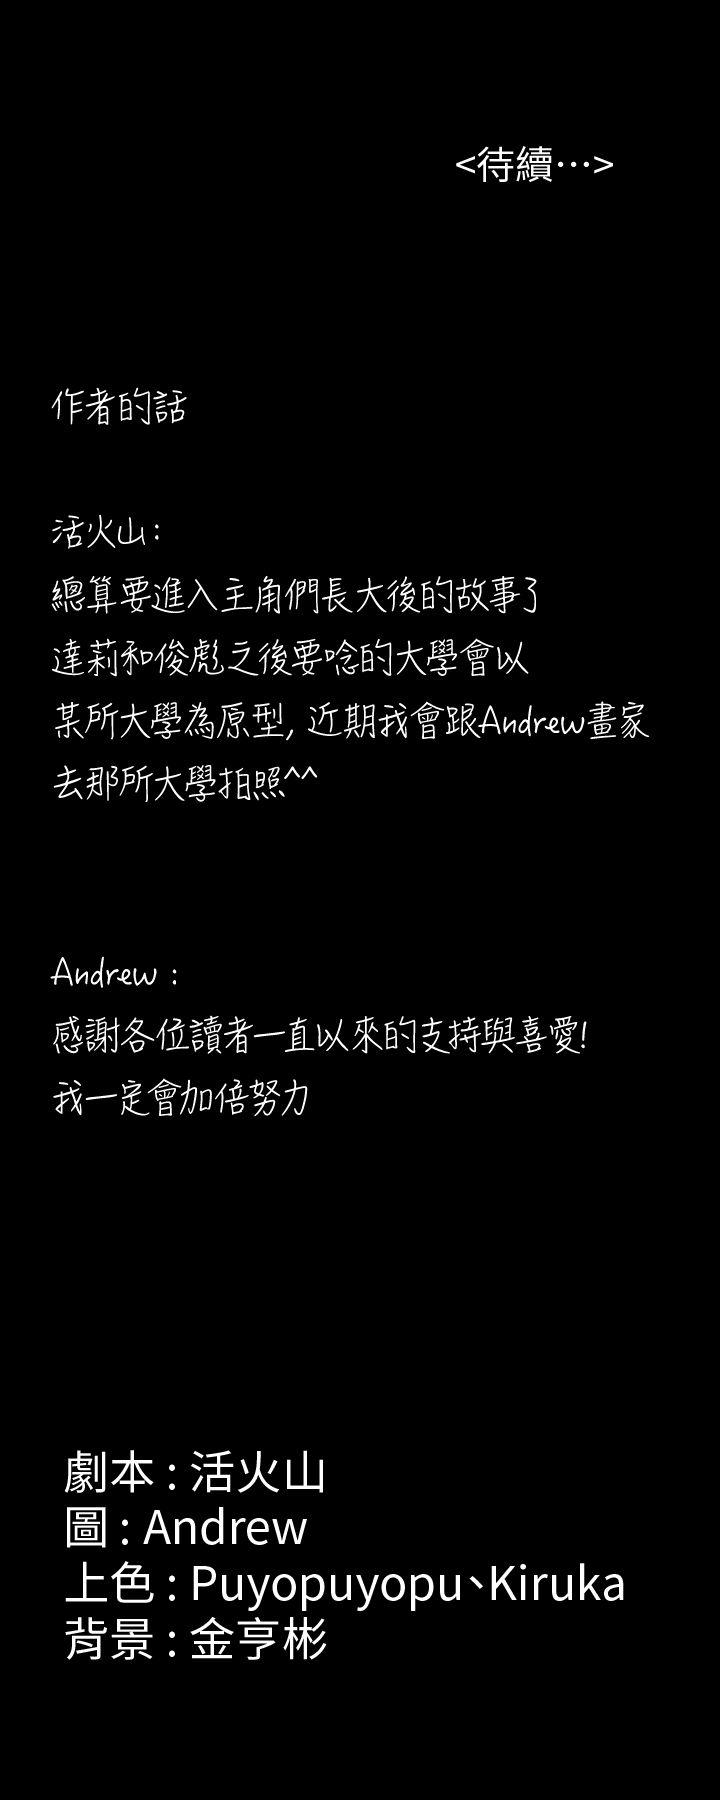 <待續…>
作者的話
活火山:
總算要進入主角們長大後的故事了
達莉和俊彪之後要唸的大學會以
某所大學為原型, 近期我會跟Andrew畫家
去那所大學拍照^^
Andrew :
感謝各位讀者一直以來的支持與喜愛!
我一定會加倍努力
劇本 : 活火山
圖 : Andrew
上色 : Puyopuyopu、Kiruka
背景 : 金亨彬